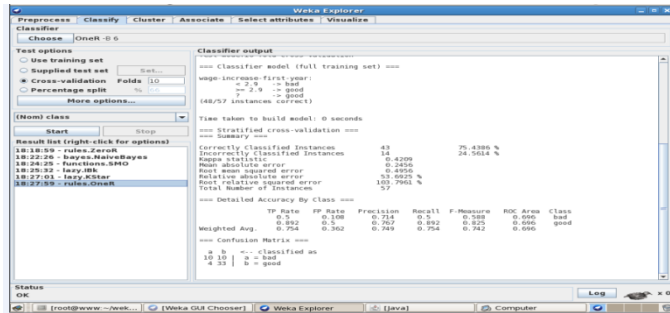 Weka Explorer
Preprocess Classify Cluster Associate Select attributes Visualize
Classifier
Choose OneR -B 6
Test options
Use training set
Supplied test set Set...
Cross-validation Folds 10
Percentage split %
More options...
(Nom) class
Start Stop
Result list (right-click for options)
18:18:59 - rules.ZeroR
18:22:26 - bayes.NaiveBayes
18:24:25 - functions.SMO
18:25:32 - lazy.IBk
18:27:01 - lazy.KStar
18:27:59 - rules.OneR
Classifier output
=== Classifier model (full training set) ===
wage-increase-first-year:
< 2.9 -> bad
>= 2.9 -> good
? -> good
(48/57 instances correct)
Time taken to build model: 0 seconds
=== Stratified cross-validation ===
=== Summary ===
Correctly Classified Instances 43 75.4386 %
Incorrectly Classified Instances 14 24.5614 %
Kappa statistic 0.4209
Mean absolute error 0.2456
Root mean squared error 0.4956
Relative absolute error 53.6925 %
Root relative squared error 103.7961 %
Total Number of Instances 57
=== Detailed Accuracy By Class ===
TP Rate FP Rate Precision Recall F-Measure ROC Area Class
0.5 0.108 0.714 0.5 0.588 0.696 bad
0.892 0.5 0.767 0.892 0.825 0.696 good
Weighted Avg. 0.754 0.362 0.749 0.754 0.742 0.696
=== Confusion Matrix ===
a b <-- classified as
10 10 | a = bad
4 33 | b = good
Status
OK
Log x 0
[root@www:~/wek... [Weka GUI Chooser] Weka Explorer [Java] Computer